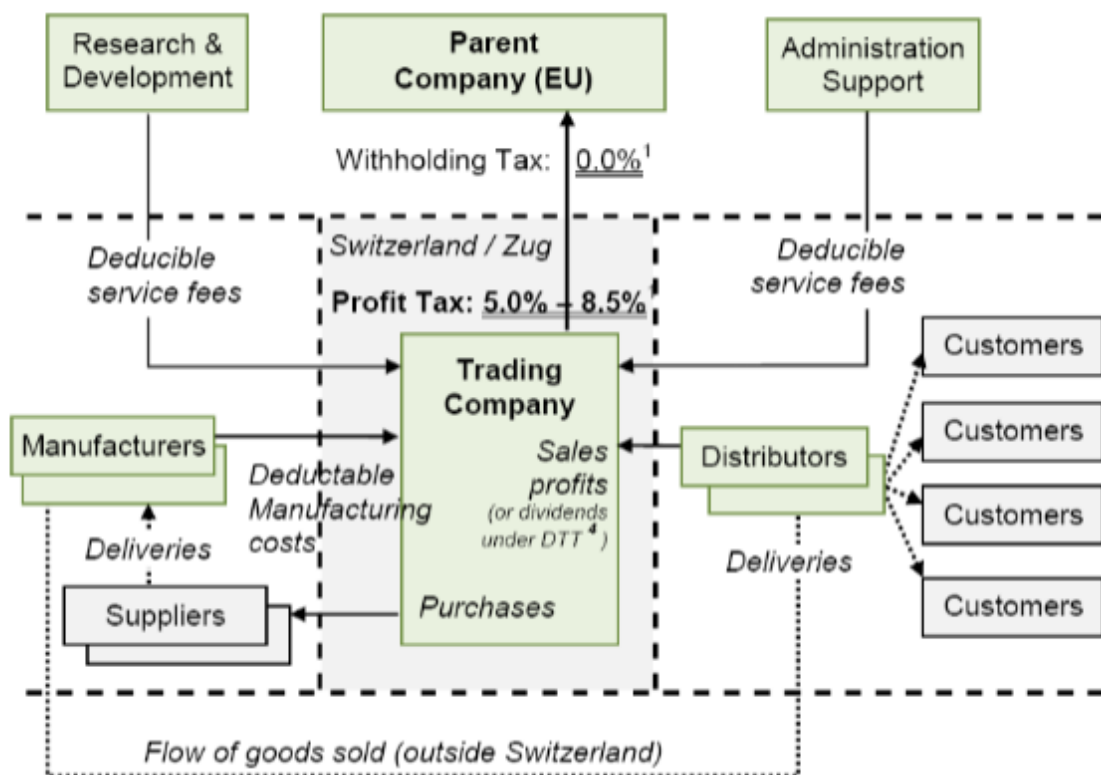 Research &
Development
Parent
Company (EU)
Administration
Support
Withholding Tax: 0.0%¹
Switzerland / Zug
Deducible
service fees
Deducible
service fees
Profit Tax: 5.0% – 8.5%
Trading
Company
Customers
Manufacturers
Customers
Sales
profits
(or dividends
under DTT ⁴ )
Distributors
Deductable
Manufacturing
costs
Customers
Deliveries
Deliveries
Suppliers
Purchases
Customers
Flow of goods sold (outside Switzerland)